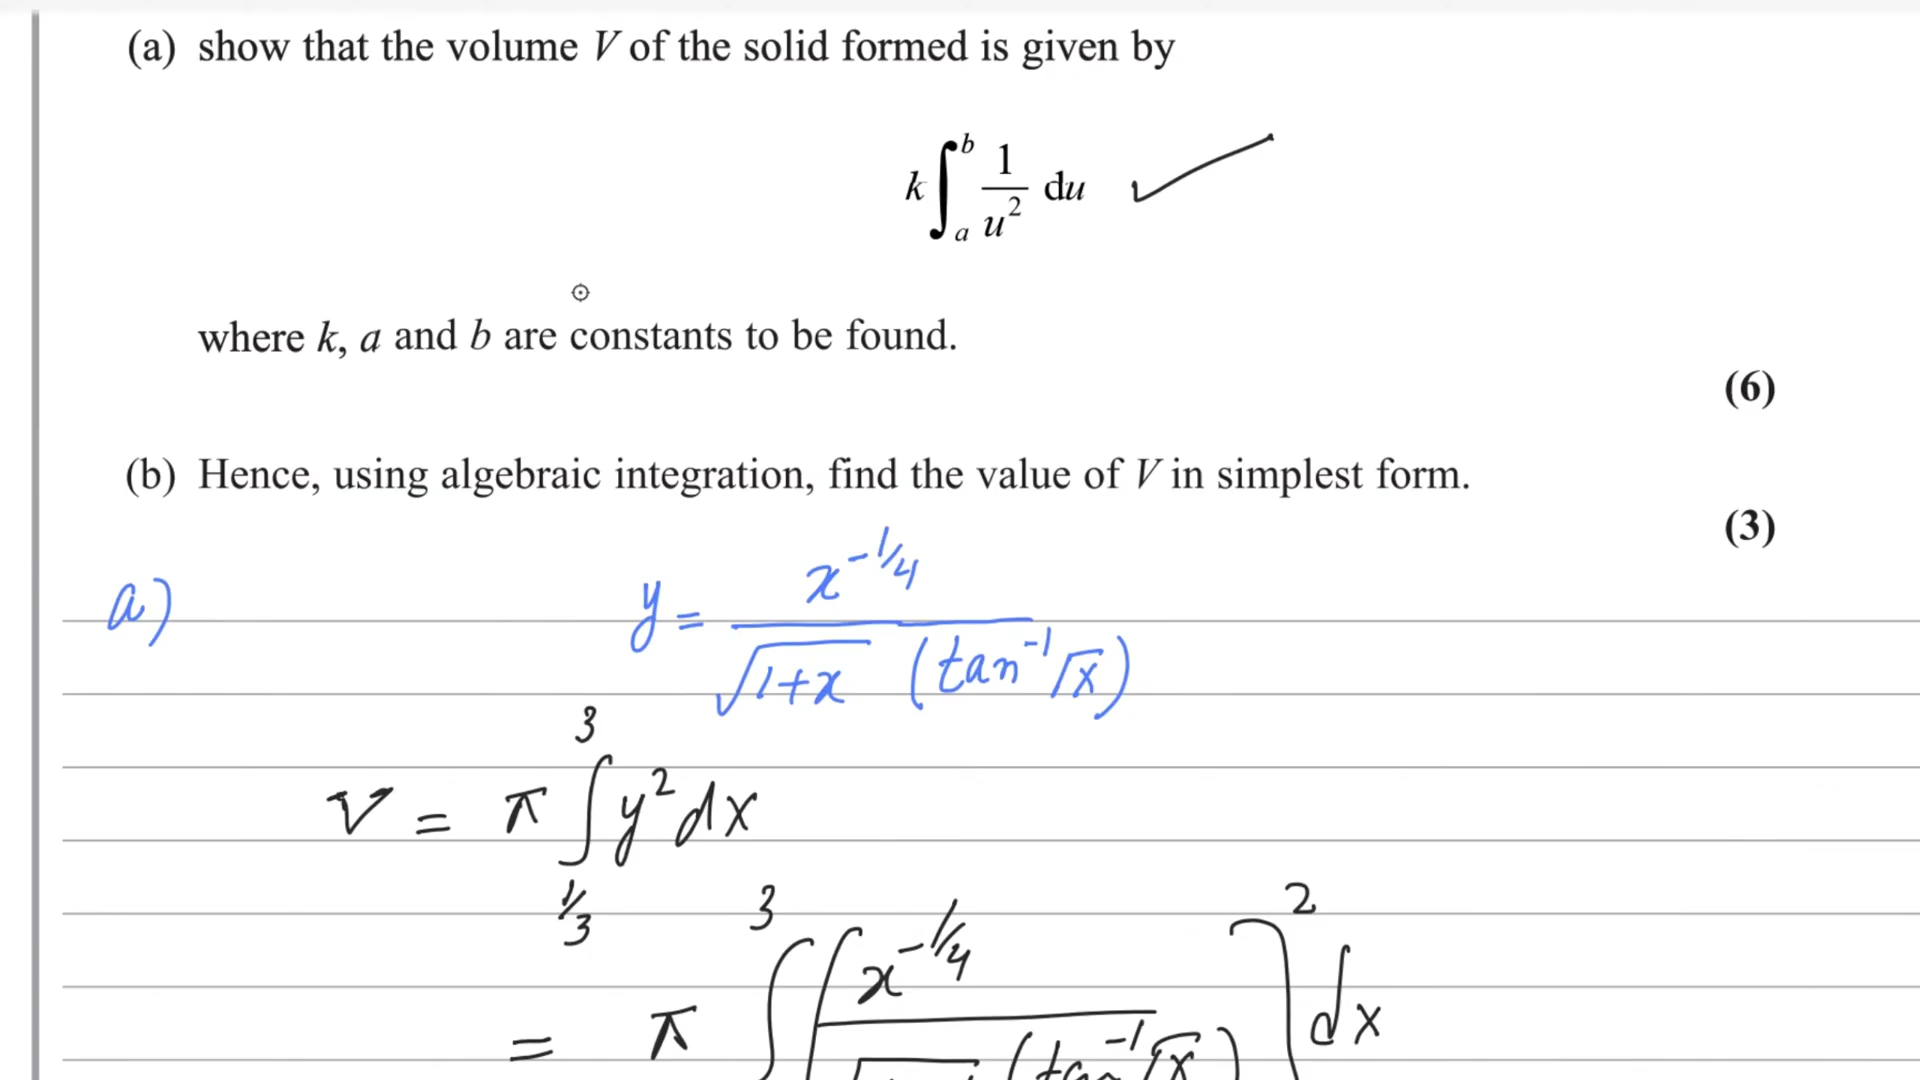 (a) show that the volume V of the solid formed is given by
k ∫_a^b 1/u² du
where k, a and b are constants to be found.
(6)
(b) Hence, using algebraic integration, find the value of V in simplest form.
(3)
a) y = x^(-1/4) / (√(1+x) (tan⁻¹√x))
V = π ∫_(1/3)^3 y² dx
= π ∫^3 [x^(-1/4) / (tan⁻¹√x)]² dx